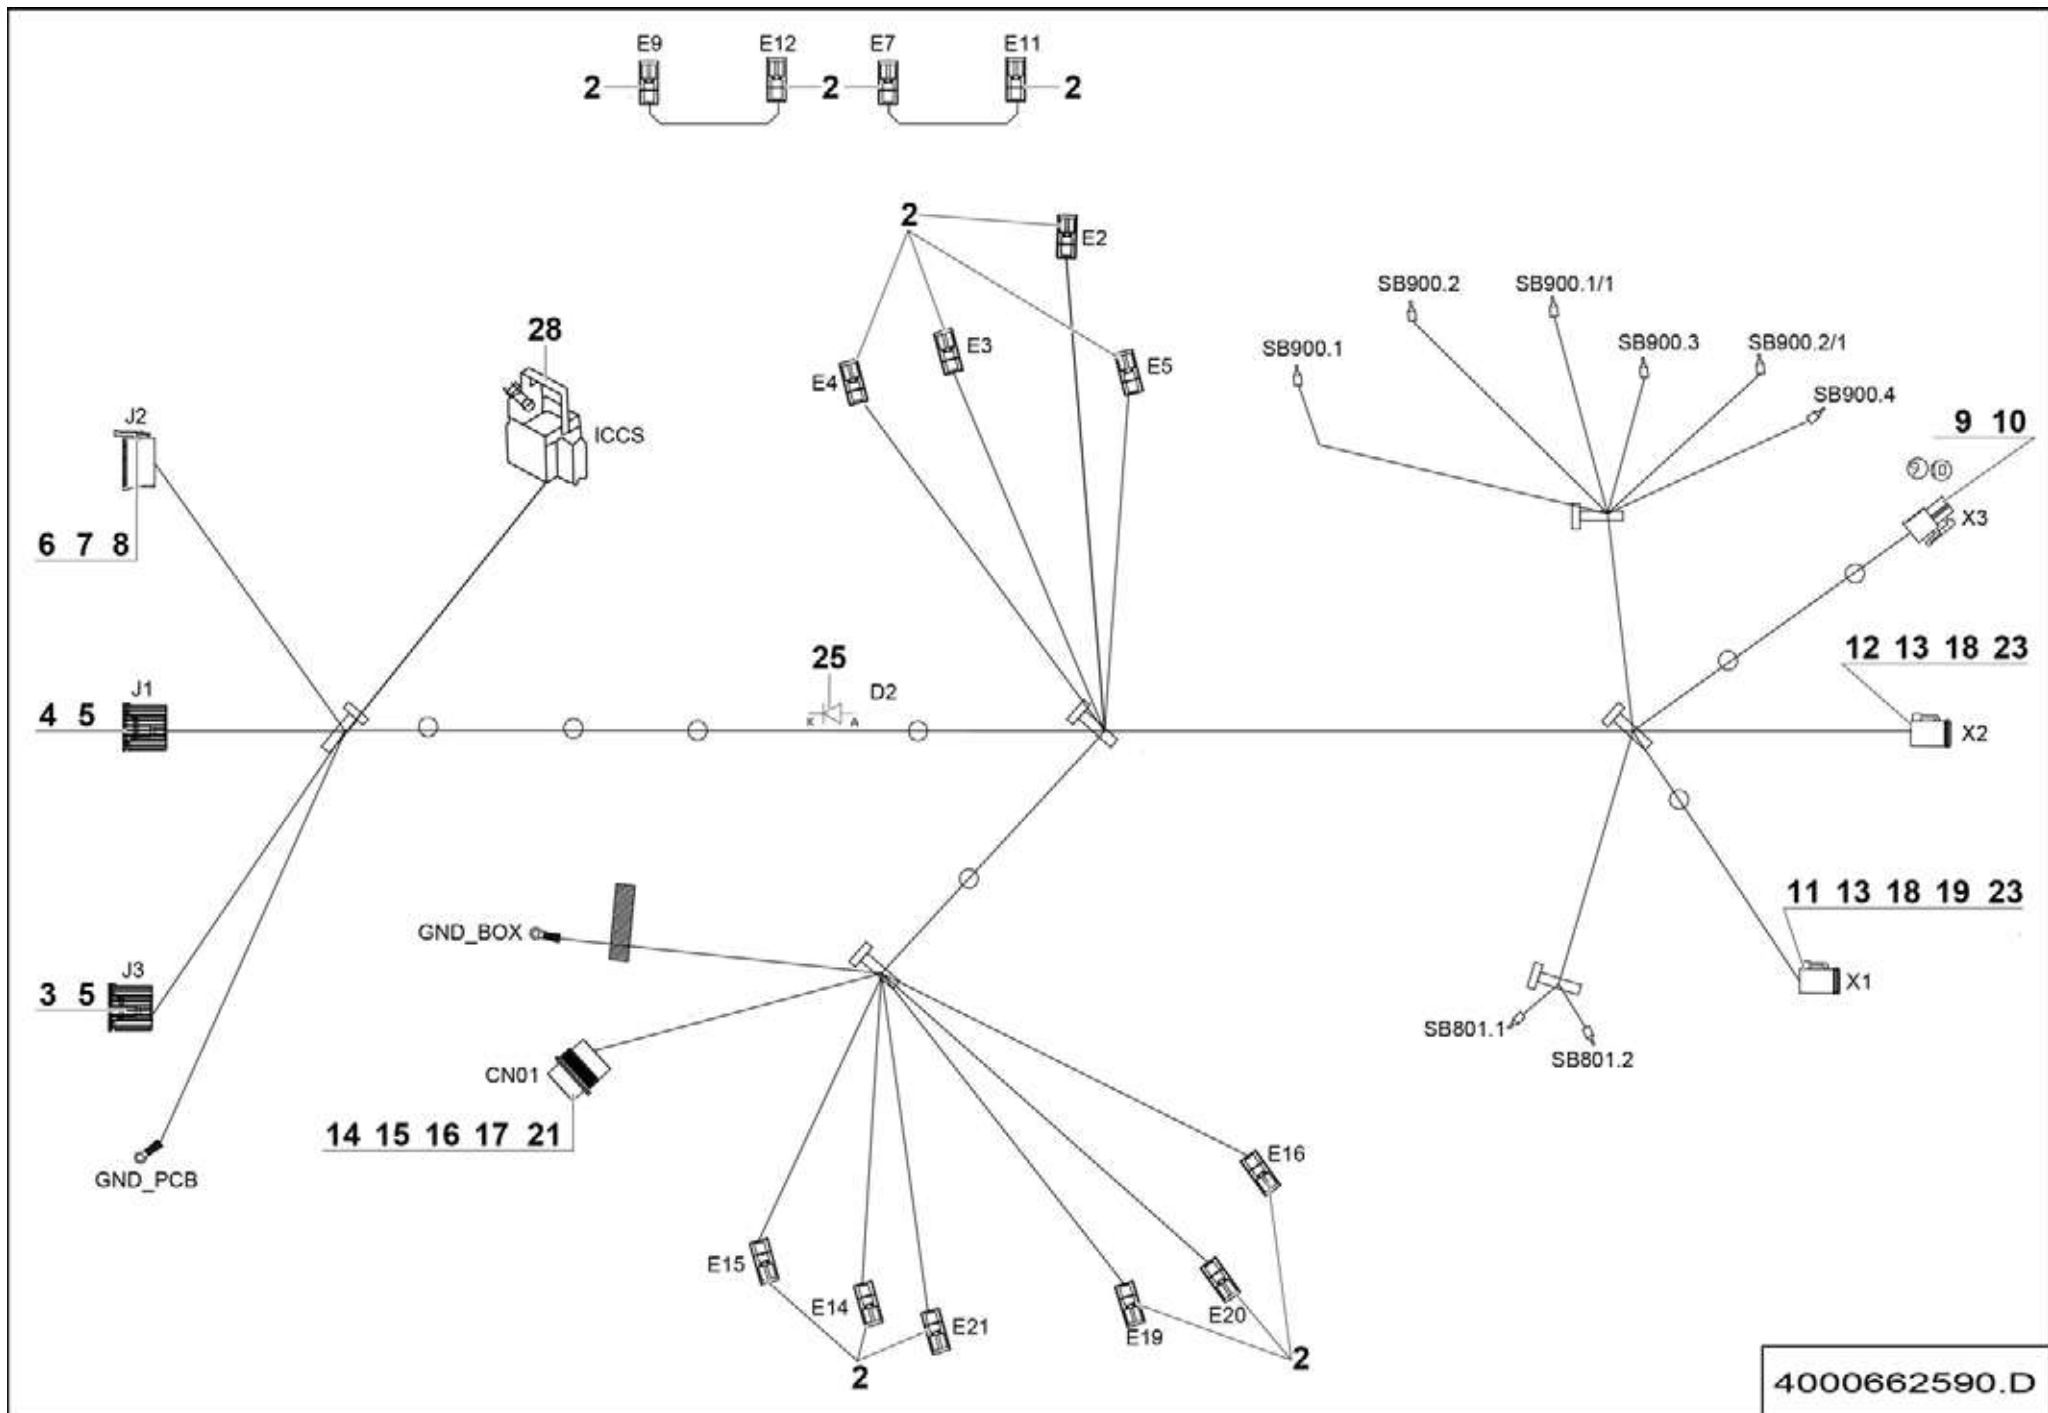 E9 E12 E7 E11
2 2 2
2
E2
SB900.2 SB900.1/1
28
SB900.1 SB900.3 SB900.2/1
E3
E4 E5
SB900.4
J2
ICCS
9 10
9 10
X3
6 7 8
25
12 13 18 23
J1
D2
4 5
K A
X2
11 13 18 19 23
GND_BOX
J3
3 5
X1
SB801.1
SB801.2
CN01
14 15 16 17 21
E16
GND_PCB
E15
E14
E21
E19
E20
2
2
4000662590.D